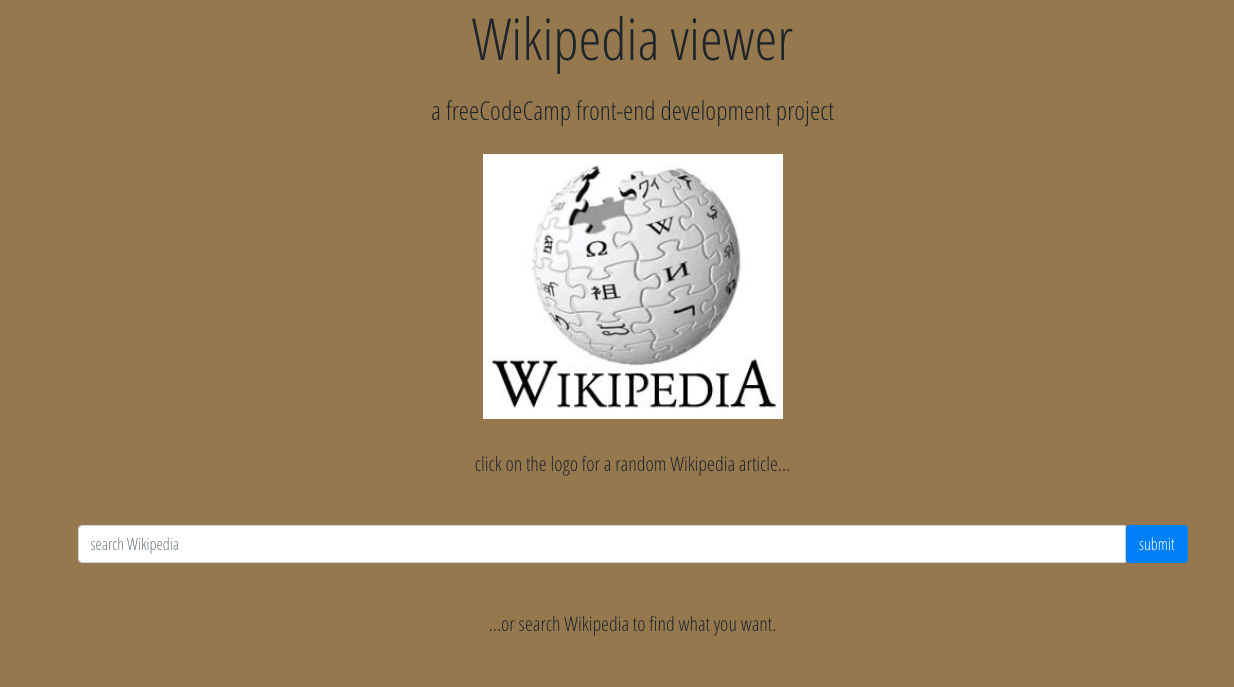 Wikipedia viewer
a freeCodeCamp front-end development project
Ω W
И
祖
WIKIPEDIA
click on the logo for a random Wikipedia article...
search Wikipedia submit
...or search Wikipedia to find what you want.